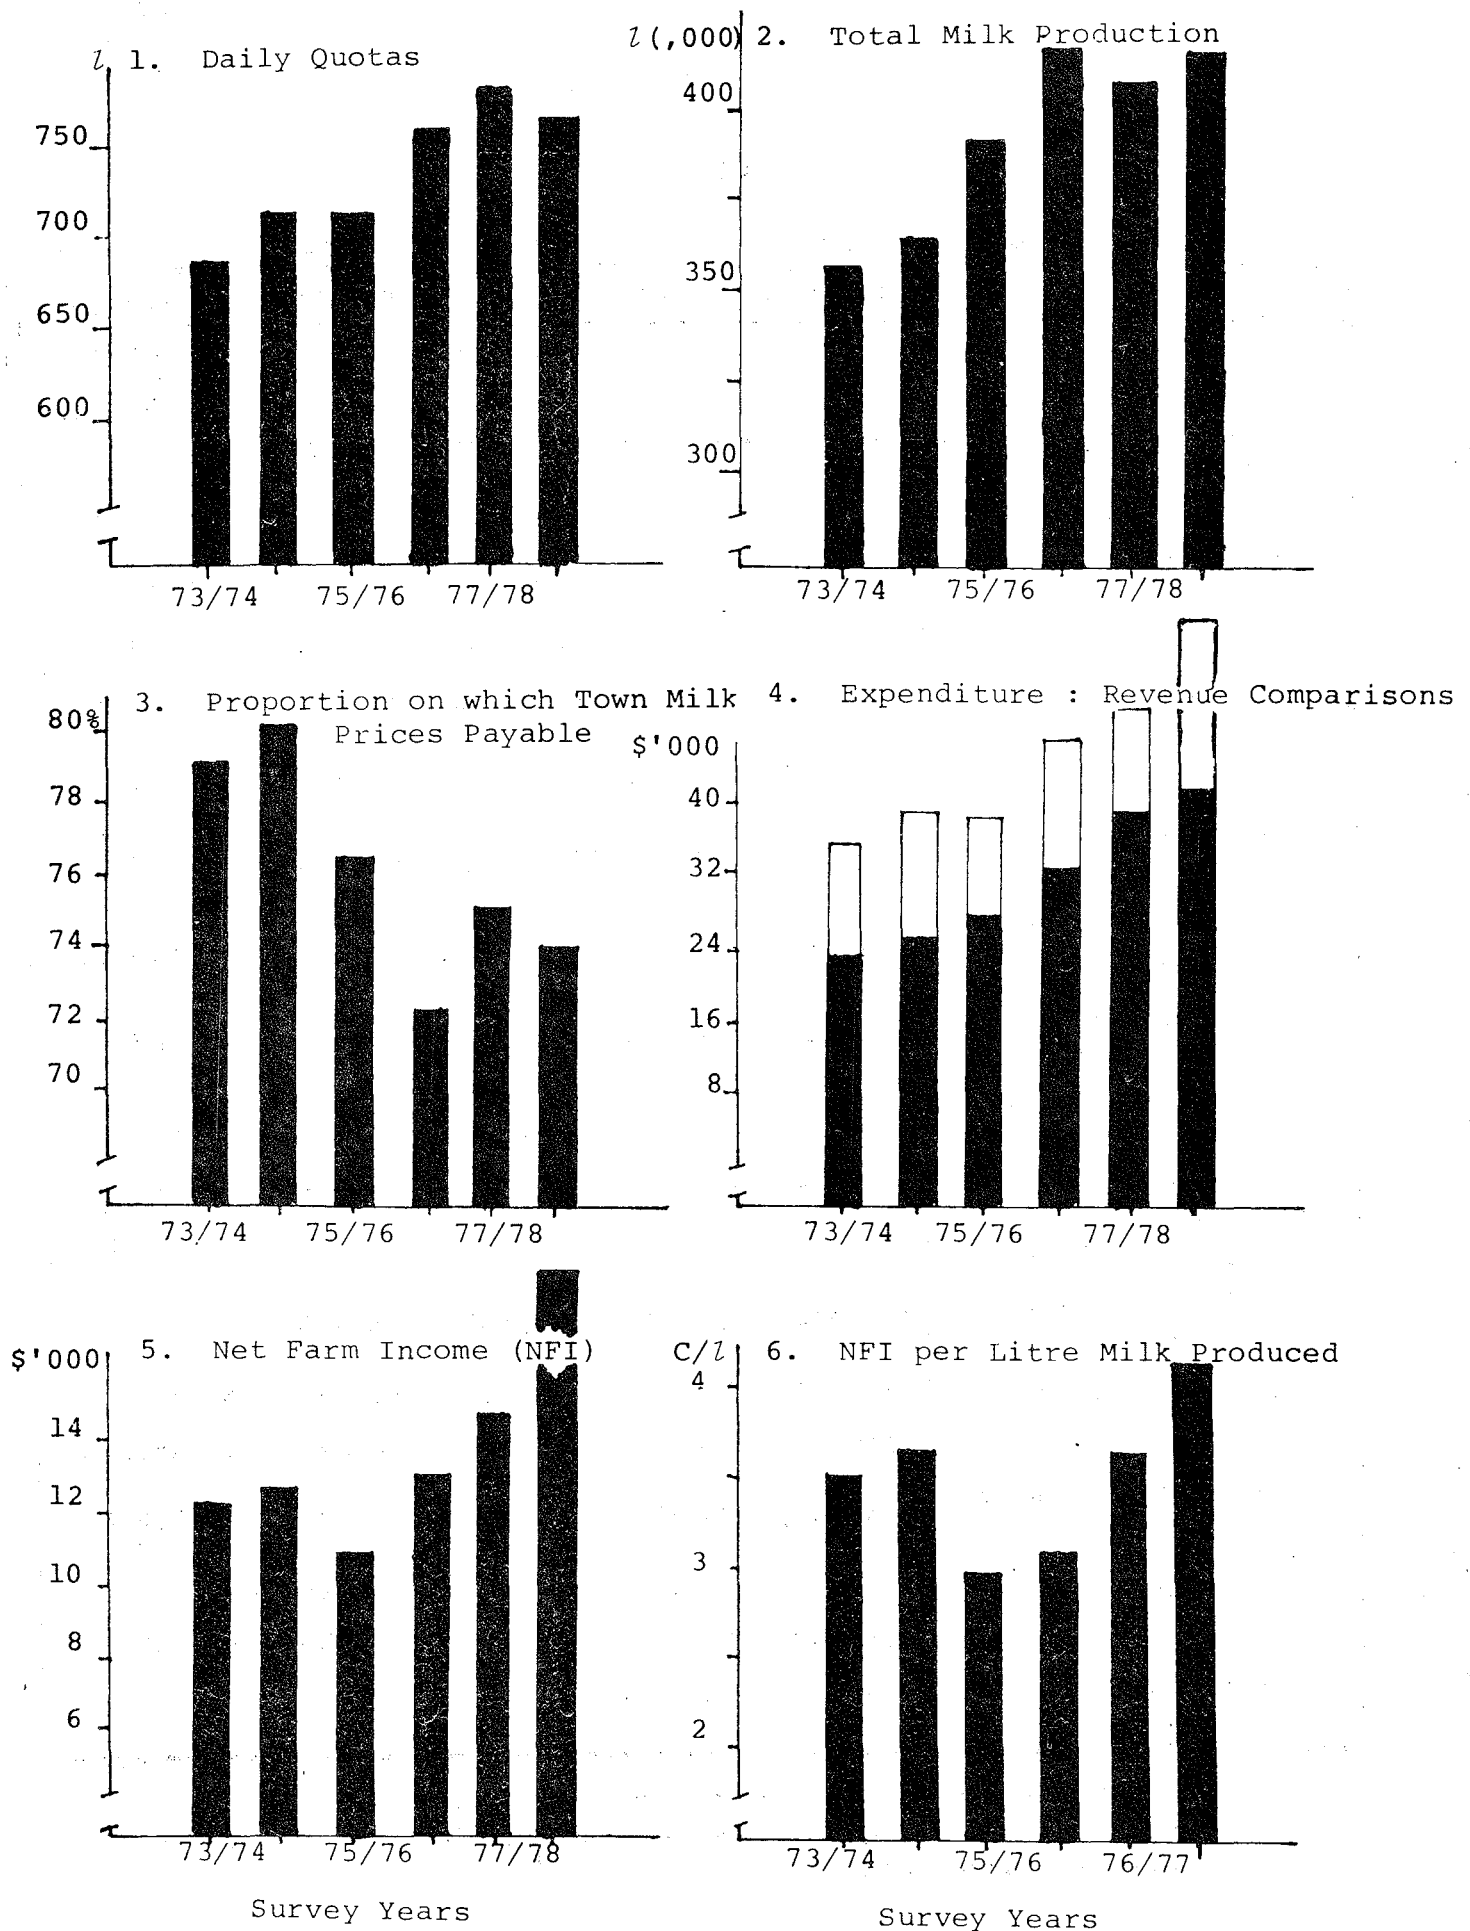 l 1. Daily Quotas
750
700
650
600
73/74 75/76 77/78
l(,000) 2. Total Milk Production
400
350
300
73/74 75/76 77/78
3. Proportion on which Town Milk
Prices Payable
80%
78
76
74
72
70
73/74 75/76 77/78
4. Expenditure : Revenue Comparisons
$'000
40
32
24
16
8
73/74 75/76 77/78
$'000 5. Net Farm Income (NFI)
14
12
10
8
6
73/74 75/76 77/78
Survey Years
C/l 6. NFI per Litre Milk Produced
4
3
2
73/74 75/76 76/77
Survey Years